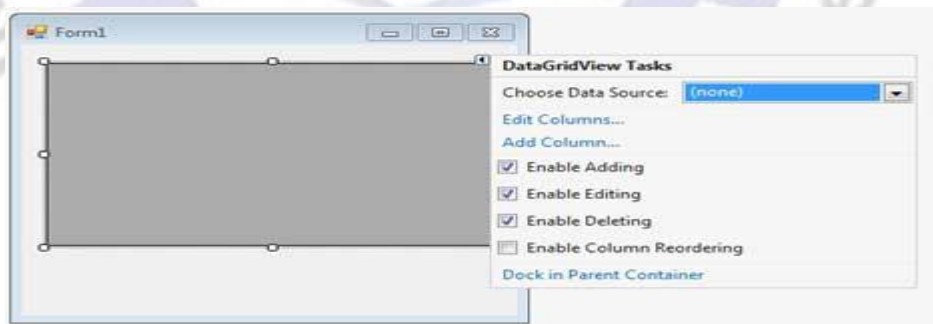 Form1
DataGridView Tasks
Choose Data Source: (none)
Edit Columns...
Add Column...
Enable Adding
Enable Editing
Enable Deleting
Enable Column Reordering
Dock in Parent Container